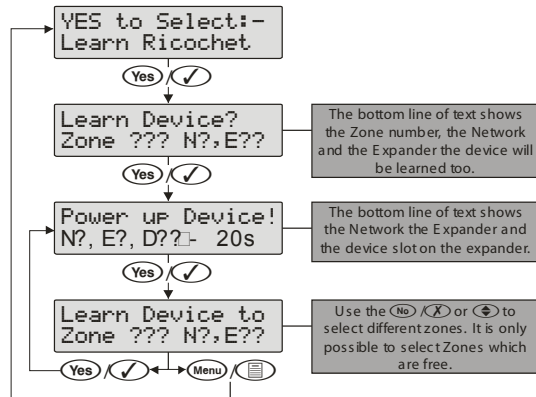 YES to Select:-
Learn Ricochet
Yes / ✓
Learn Device?
Zone ??? N?,E??
The bottom line of text shows
the Zone number, the Network
and the Expander the device will
be learned too.
Yes / ✓
Power up Device!
N?, E?, D??□- 20s
The bottom line of text shows
the Network the Expander and
the device slot on the expander.
Yes / ✓
Learn Device to
Zone ??? N?,E??
Use the No / X or to
select different zones. It is only
possible to select Zones which
are free.
Yes / ✓ Menu /